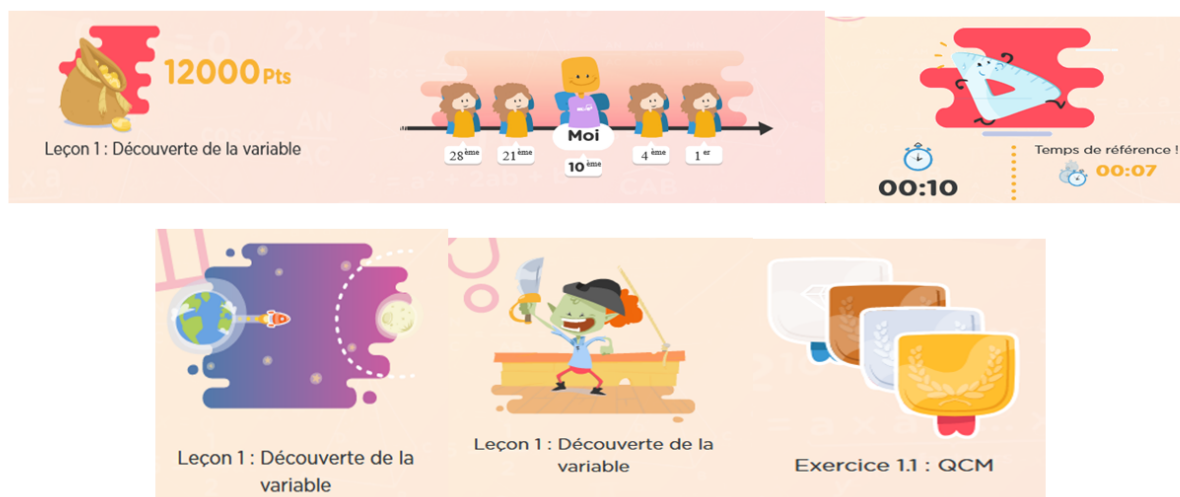 12000 Pts
Leçon 1 : Découverte de la variable
Moi
28ème 21ème 10ème 4ème 1er
Temps de référence !
00:10 00:07
Leçon 1 : Découverte de la
variable
Leçon 1 : Découverte de la
variable
Exercice 1.1 : QCM